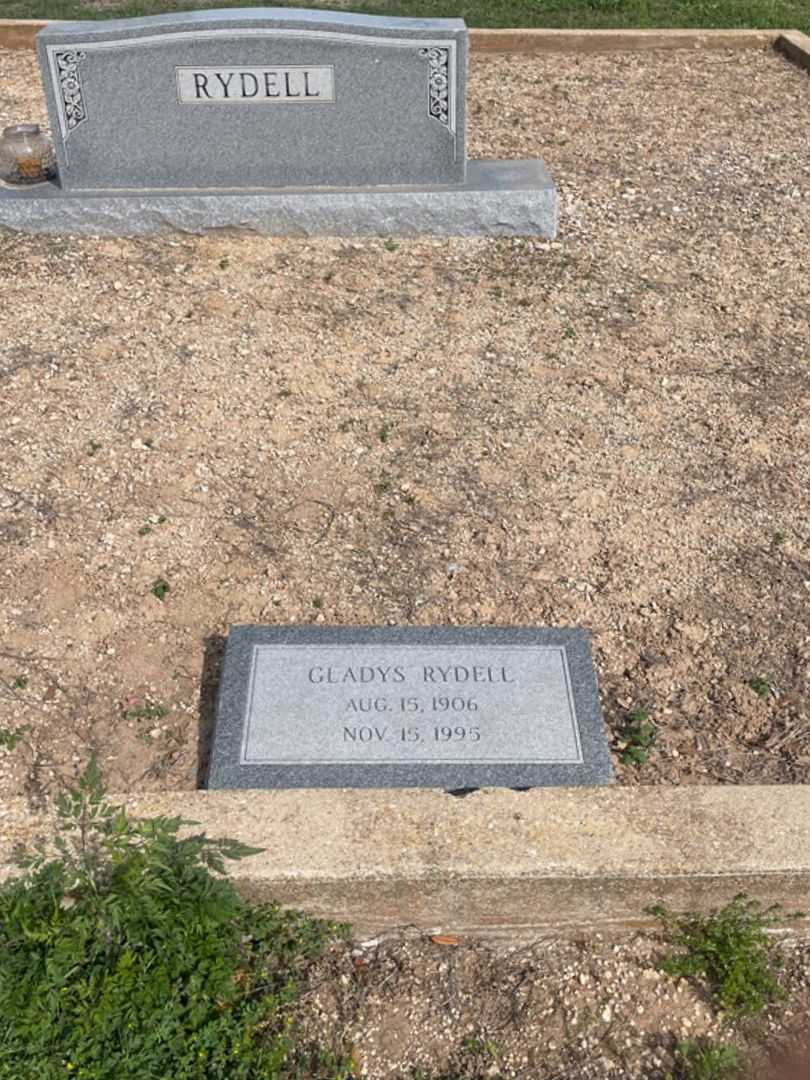 RYDELL
GLADYS RYDELL
AUG. 15, 1906
NOV. 15, 1995